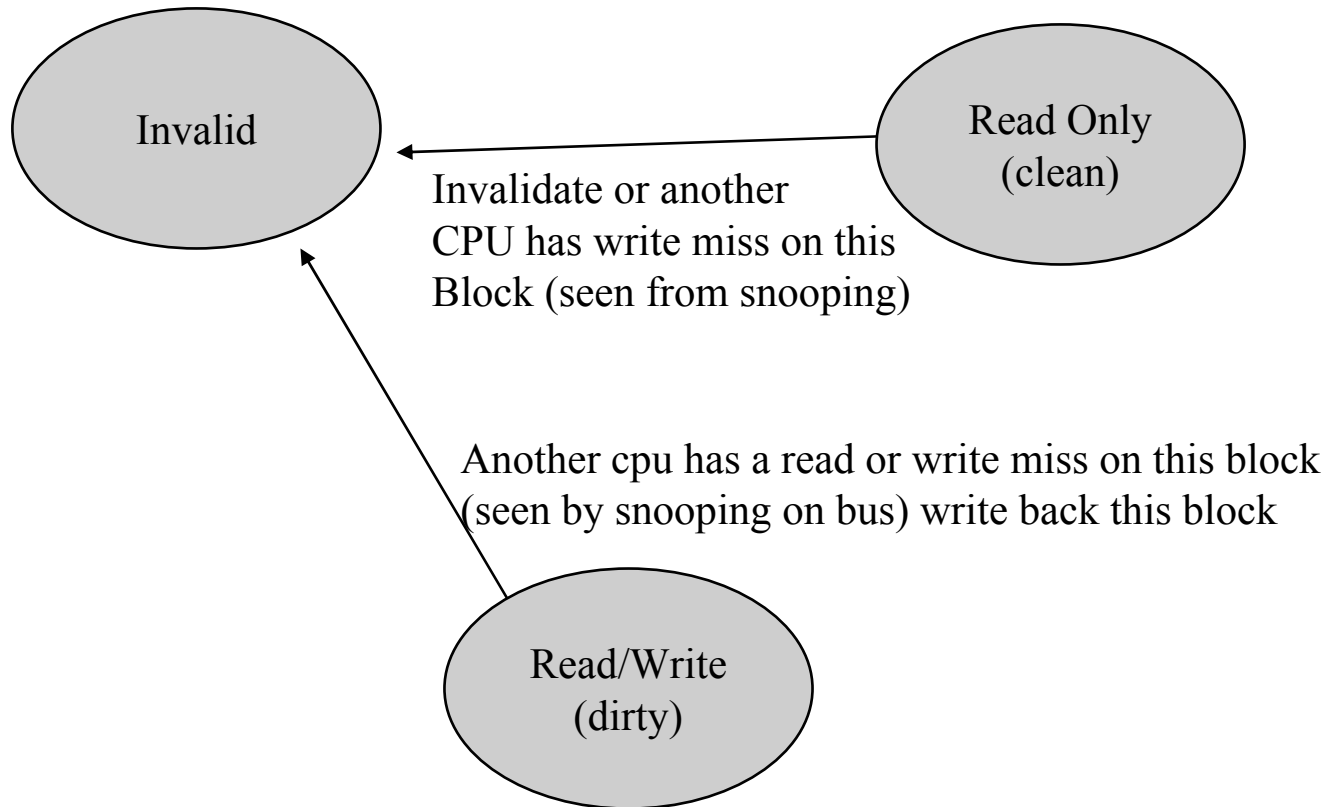 Invalid
Read Only
(clean)
Invalidate or another
CPU has write miss on this
Block (seen from snooping)
Another cpu has a read or write miss on this block
(seen by snooping on bus) write back this block
Read/Write
(dirty)